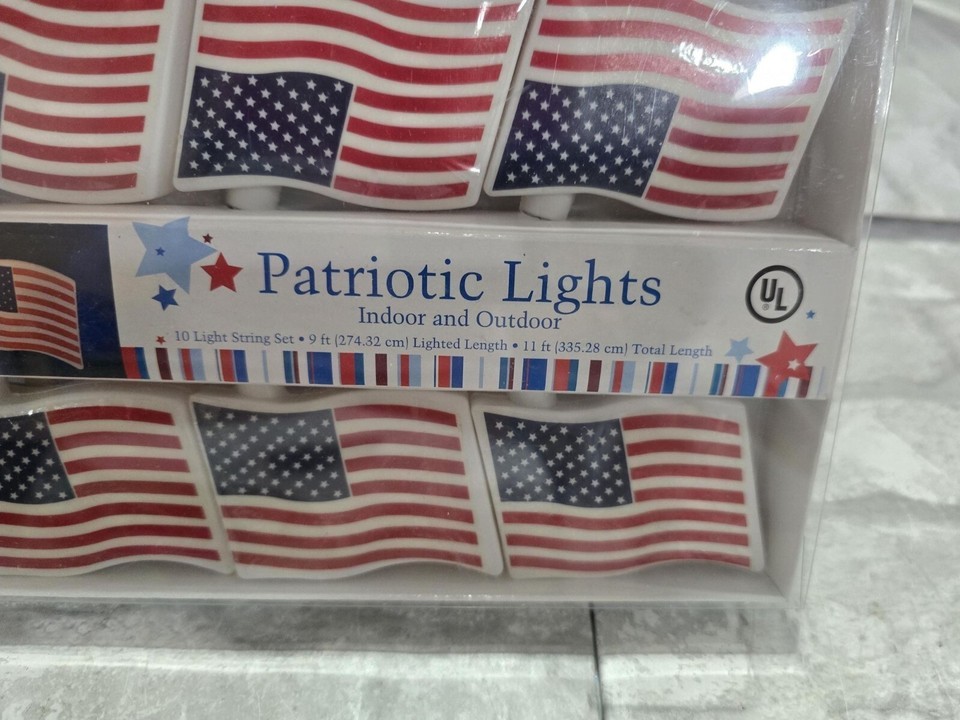 Patriotic Lights
Indoor and Outdoor
10 Light String Set • 9 ft (274.32 cm) Lighted Length • 11 ft (335.28 cm) Total Length
UL